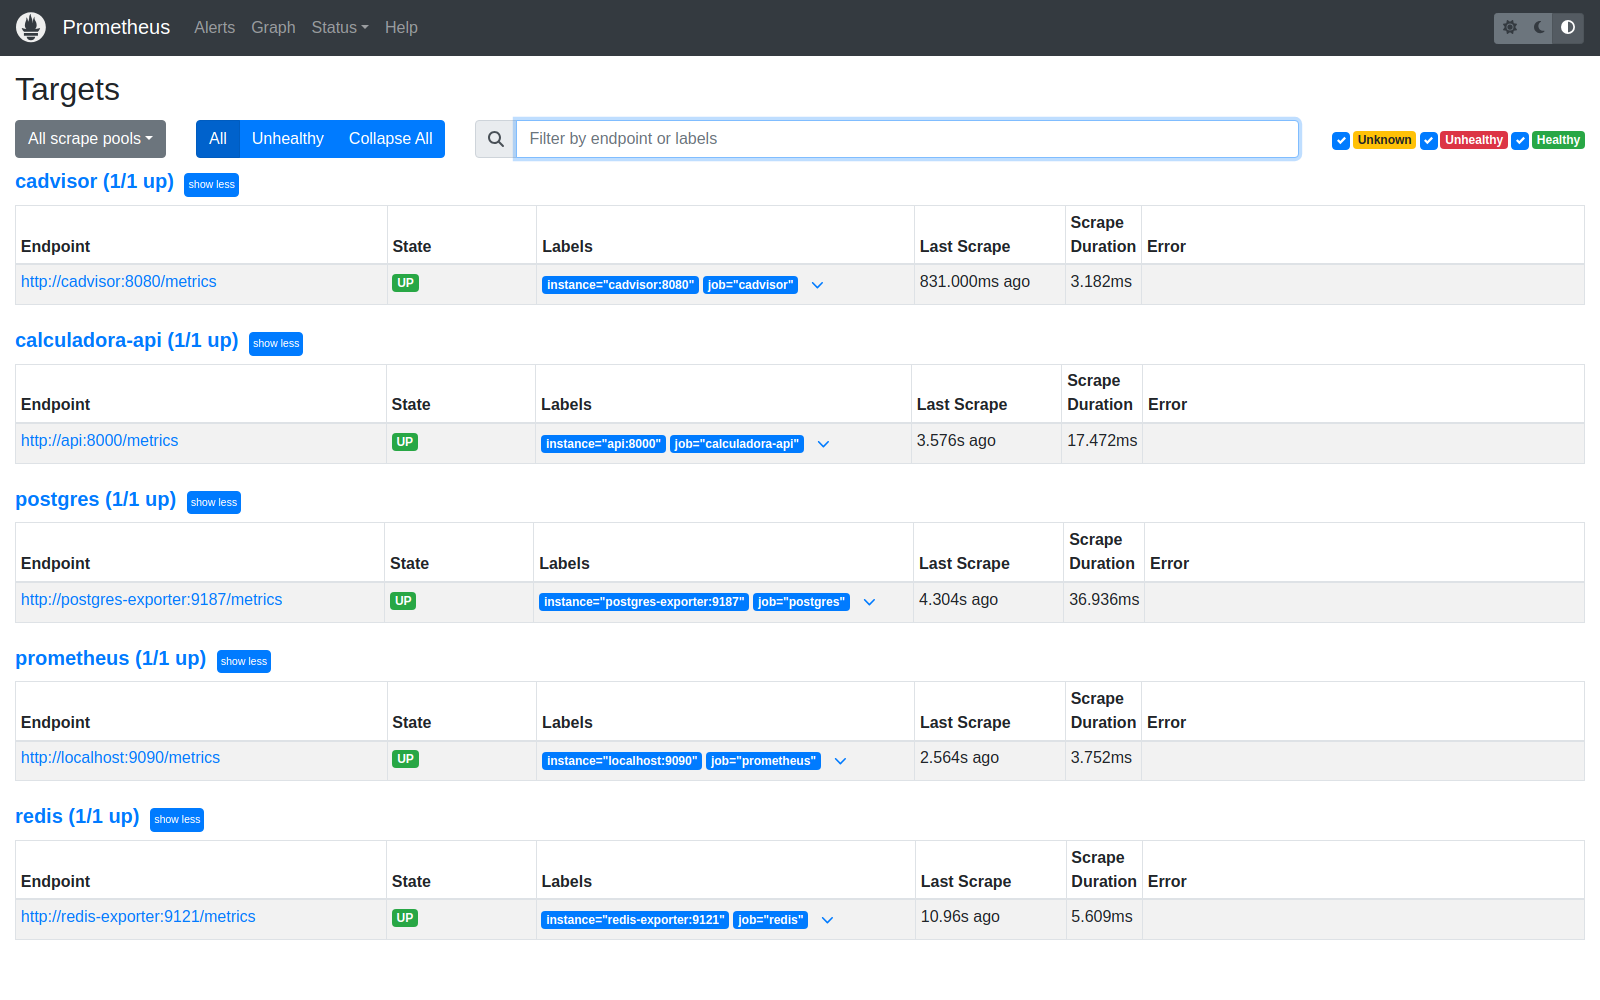 Prometheus Alerts Graph Status Help
Targets
All scrape pools All Unhealthy Collapse All Filter by endpoint or labels Unknown Unhealthy Healthy
cadvisor (1/1 up) show less
Endpoint State Labels Last Scrape Scrape Duration Error
http://cadvisor:8080/metrics UP instance="cadvisor:8080" job="cadvisor" 831.000ms ago 3.182ms
calculadora-api (1/1 up) show less
Endpoint State Labels Last Scrape Scrape Duration Error
http://api:8000/metrics UP instance="api:8000" job="calculadora-api" 3.576s ago 17.472ms
postgres (1/1 up) show less
Endpoint State Labels Last Scrape Scrape Duration Error
http://postgres-exporter:9187/metrics UP instance="postgres-exporter:9187" job="postgres" 4.304s ago 36.936ms
prometheus (1/1 up) show less
Endpoint State Labels Last Scrape Scrape Duration Error
http://localhost:9090/metrics UP instance="localhost:9090" job="prometheus" 2.564s ago 3.752ms
redis (1/1 up) show less
Endpoint State Labels Last Scrape Scrape Duration Error
http://redis-exporter:9121/metrics UP instance="redis-exporter:9121" job="redis" 10.96s ago 5.609ms